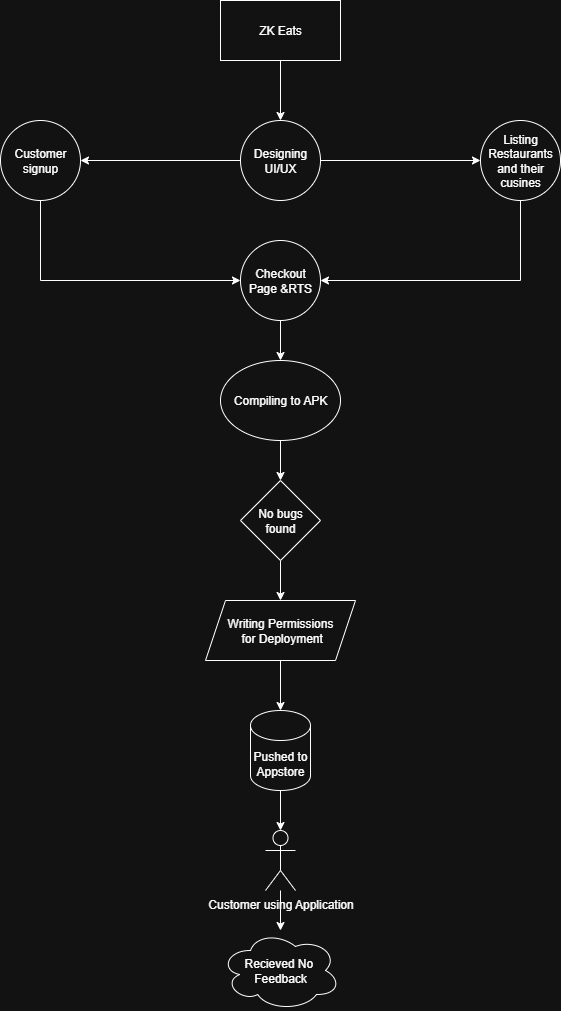 ZK Eats
Customer
signup
Designing
UI/UX
Listing
Restaurants
and their
cusines
Checkout
Page &RTS
Compiling to APK
No bugs
found
Writing Permissions
for Deployment
Pushed to
Appstore
Customer using Application
Recieved No
Feedback